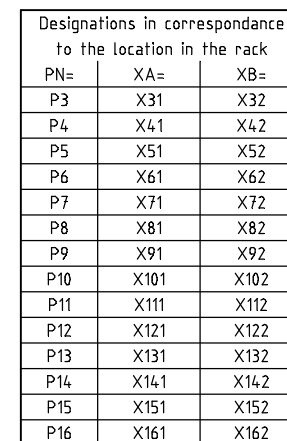 Designations in correspondance
to the location in the rack
PN= XA= XB=
P3 X31 X32
P4 X41 X42
P5 X51 X52
P6 X61 X62
P7 X71 X72
P8 X81 X82
P9 X91 X92
P10 X101 X102
P11 X111 X112
P12 X121 X122
P13 X131 X132
P14 X141 X142
P15 X151 X152
P16 X161 X162